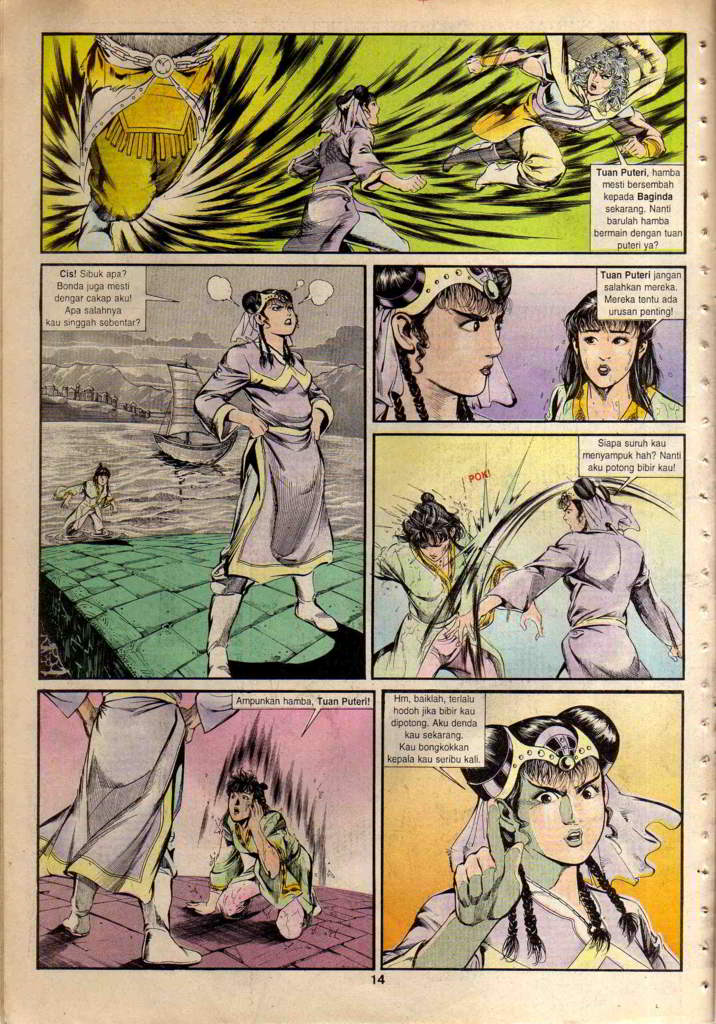 Tuan Puteri, hamba
mesti bersembah
kepada Baginda
sekarang. Nanti
barulah hamba
bermain dengan tuan
puteri ya?
Cis! Sibuk apa?
Bonda juga mesti
dengar cakap aku!
Apa salahnya
kau singgah sebentar?
Tuan Puteri jangan
salahkan mereka.
Mereka tentu ada
urusan penting!
Siapa suruh kau
menyampuk hah? Nanti
aku potong bibir kau!
POK!
Ampunkan hamba, Tuan Puteri!
Hm, baiklah, terlalu
hodoh jika bibir kau
dipotong. Aku denda
kau sekarang.
Kau bongkokkan
kepala kau seribu kali.
14